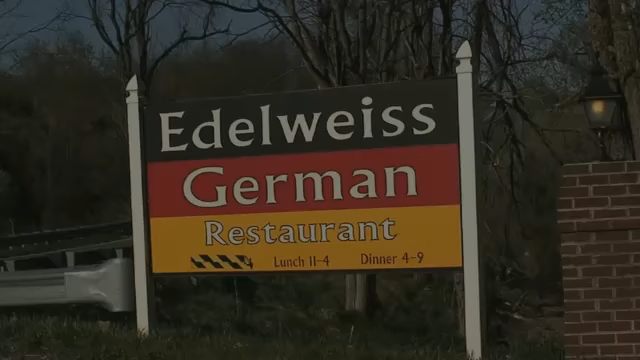 Edelweiss
German
Restaurant
Lunch 11-4 Dinner 4-9